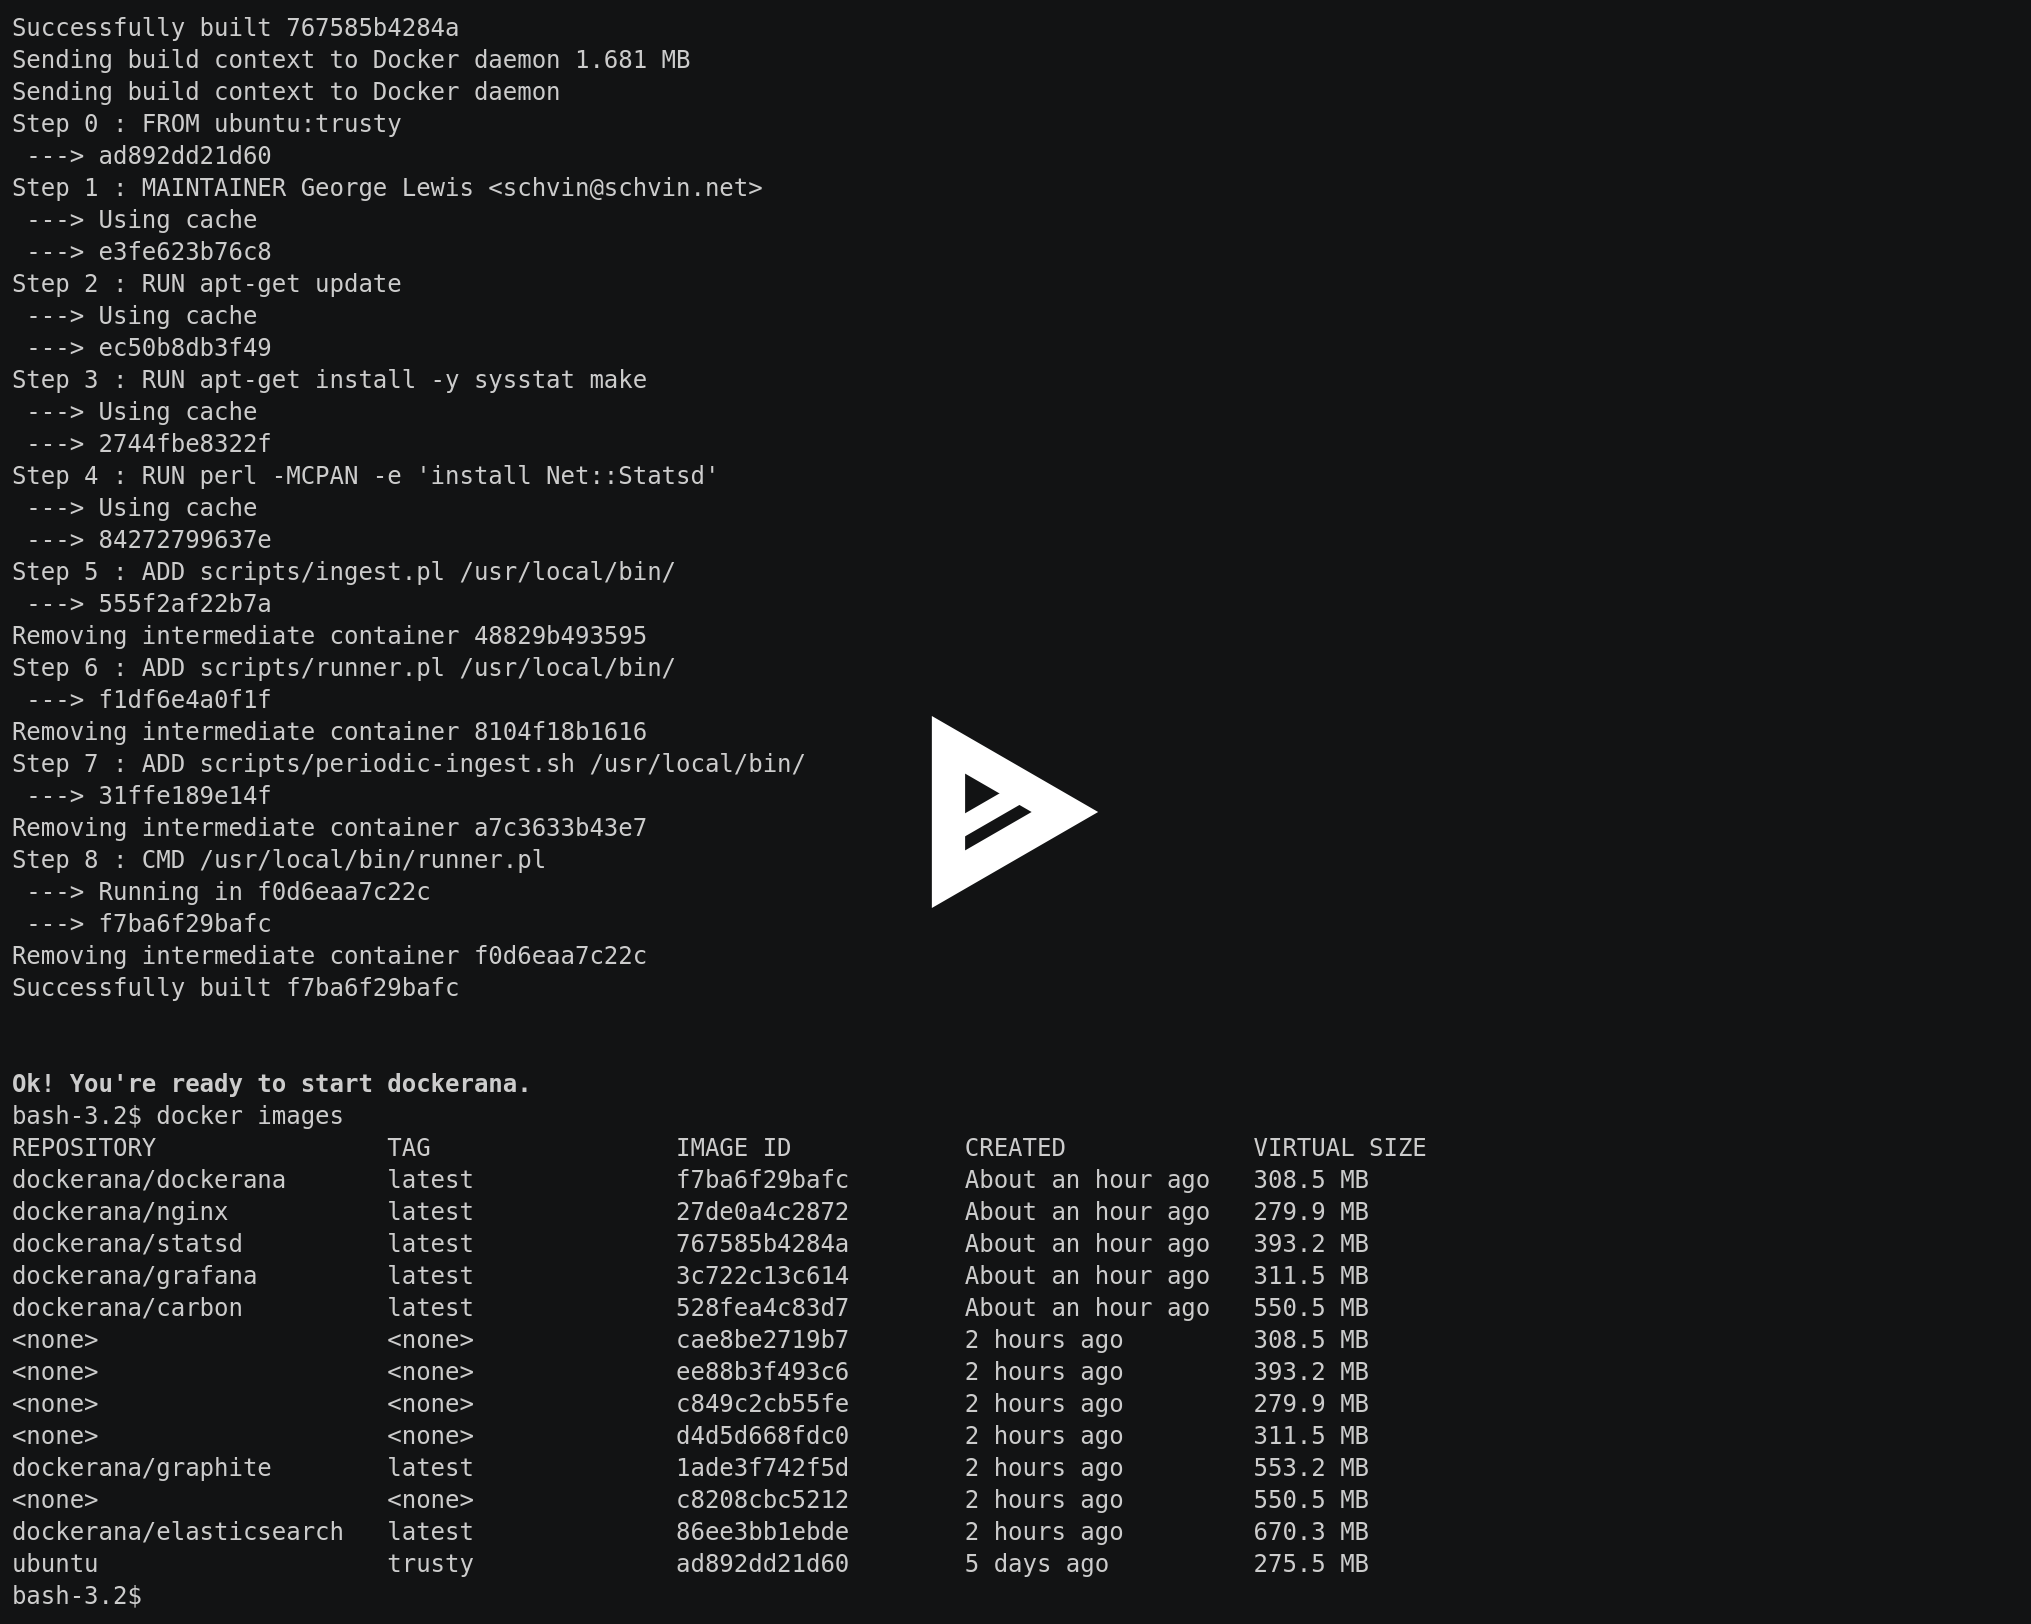 Successfully built 767585b4284a
Sending build context to Docker daemon 1.681 MB
Sending build context to Docker daemon
Step 0 : FROM ubuntu:trusty
 ---> ad892dd21d60
Step 1 : MAINTAINER George Lewis <schvin@schvin.net>
 ---> Using cache
 ---> e3fe623b76c8
Step 2 : RUN apt-get update
 ---> Using cache
 ---> ec50b8db3f49
Step 3 : RUN apt-get install -y sysstat make
 ---> Using cache
 ---> 2744fbe8322f
Step 4 : RUN perl -MCPAN -e 'install Net::Statsd'
 ---> Using cache
 ---> 84272799637e
Step 5 : ADD scripts/ingest.pl /usr/local/bin/
 ---> 555f2af22b7a
Removing intermediate container 48829b493595
Step 6 : ADD scripts/runner.pl /usr/local/bin/
 ---> f1df6e4a0f1f
Removing intermediate container 8104f18b1616
Step 7 : ADD scripts/periodic-ingest.sh /usr/local/bin/
 ---> 31ffe189e14f
Removing intermediate container a7c3633b43e7
Step 8 : CMD /usr/local/bin/runner.pl
 ---> Running in f0d6eaa7c22c
 ---> f7ba6f29bafc
Removing intermediate container f0d6eaa7c22c
Successfully built f7ba6f29bafc
Ok! You're ready to start dockerana.
bash-3.2$ docker images
REPOSITORY                TAG                 IMAGE ID            CREATED             VIRTUAL SIZE
dockerana/dockerana       latest              f7ba6f29bafc        About an hour ago   308.5 MB
dockerana/nginx           latest              27de0a4c2872        About an hour ago   279.9 MB
dockerana/statsd          latest              767585b4284a        About an hour ago   393.2 MB
dockerana/grafana         latest              3c722c13c614        About an hour ago   311.5 MB
dockerana/carbon          latest              528fea4c83d7        About an hour ago   550.5 MB
<none>                    <none>              cae8be2719b7        2 hours ago         308.5 MB
<none>                    <none>              ee88b3f493c6        2 hours ago         393.2 MB
<none>                    <none>              c849c2cb55fe        2 hours ago         279.9 MB
<none>                    <none>              d4d5d668fdc0        2 hours ago         311.5 MB
dockerana/graphite        latest              1ade3f742f5d        2 hours ago         553.2 MB
<none>                    <none>              c8208cbc5212        2 hours ago         550.5 MB
dockerana/elasticsearch   latest              86ee3bb1ebde        2 hours ago         670.3 MB
ubuntu                    trusty              ad892dd21d60        5 days ago          275.5 MB
bash-3.2$